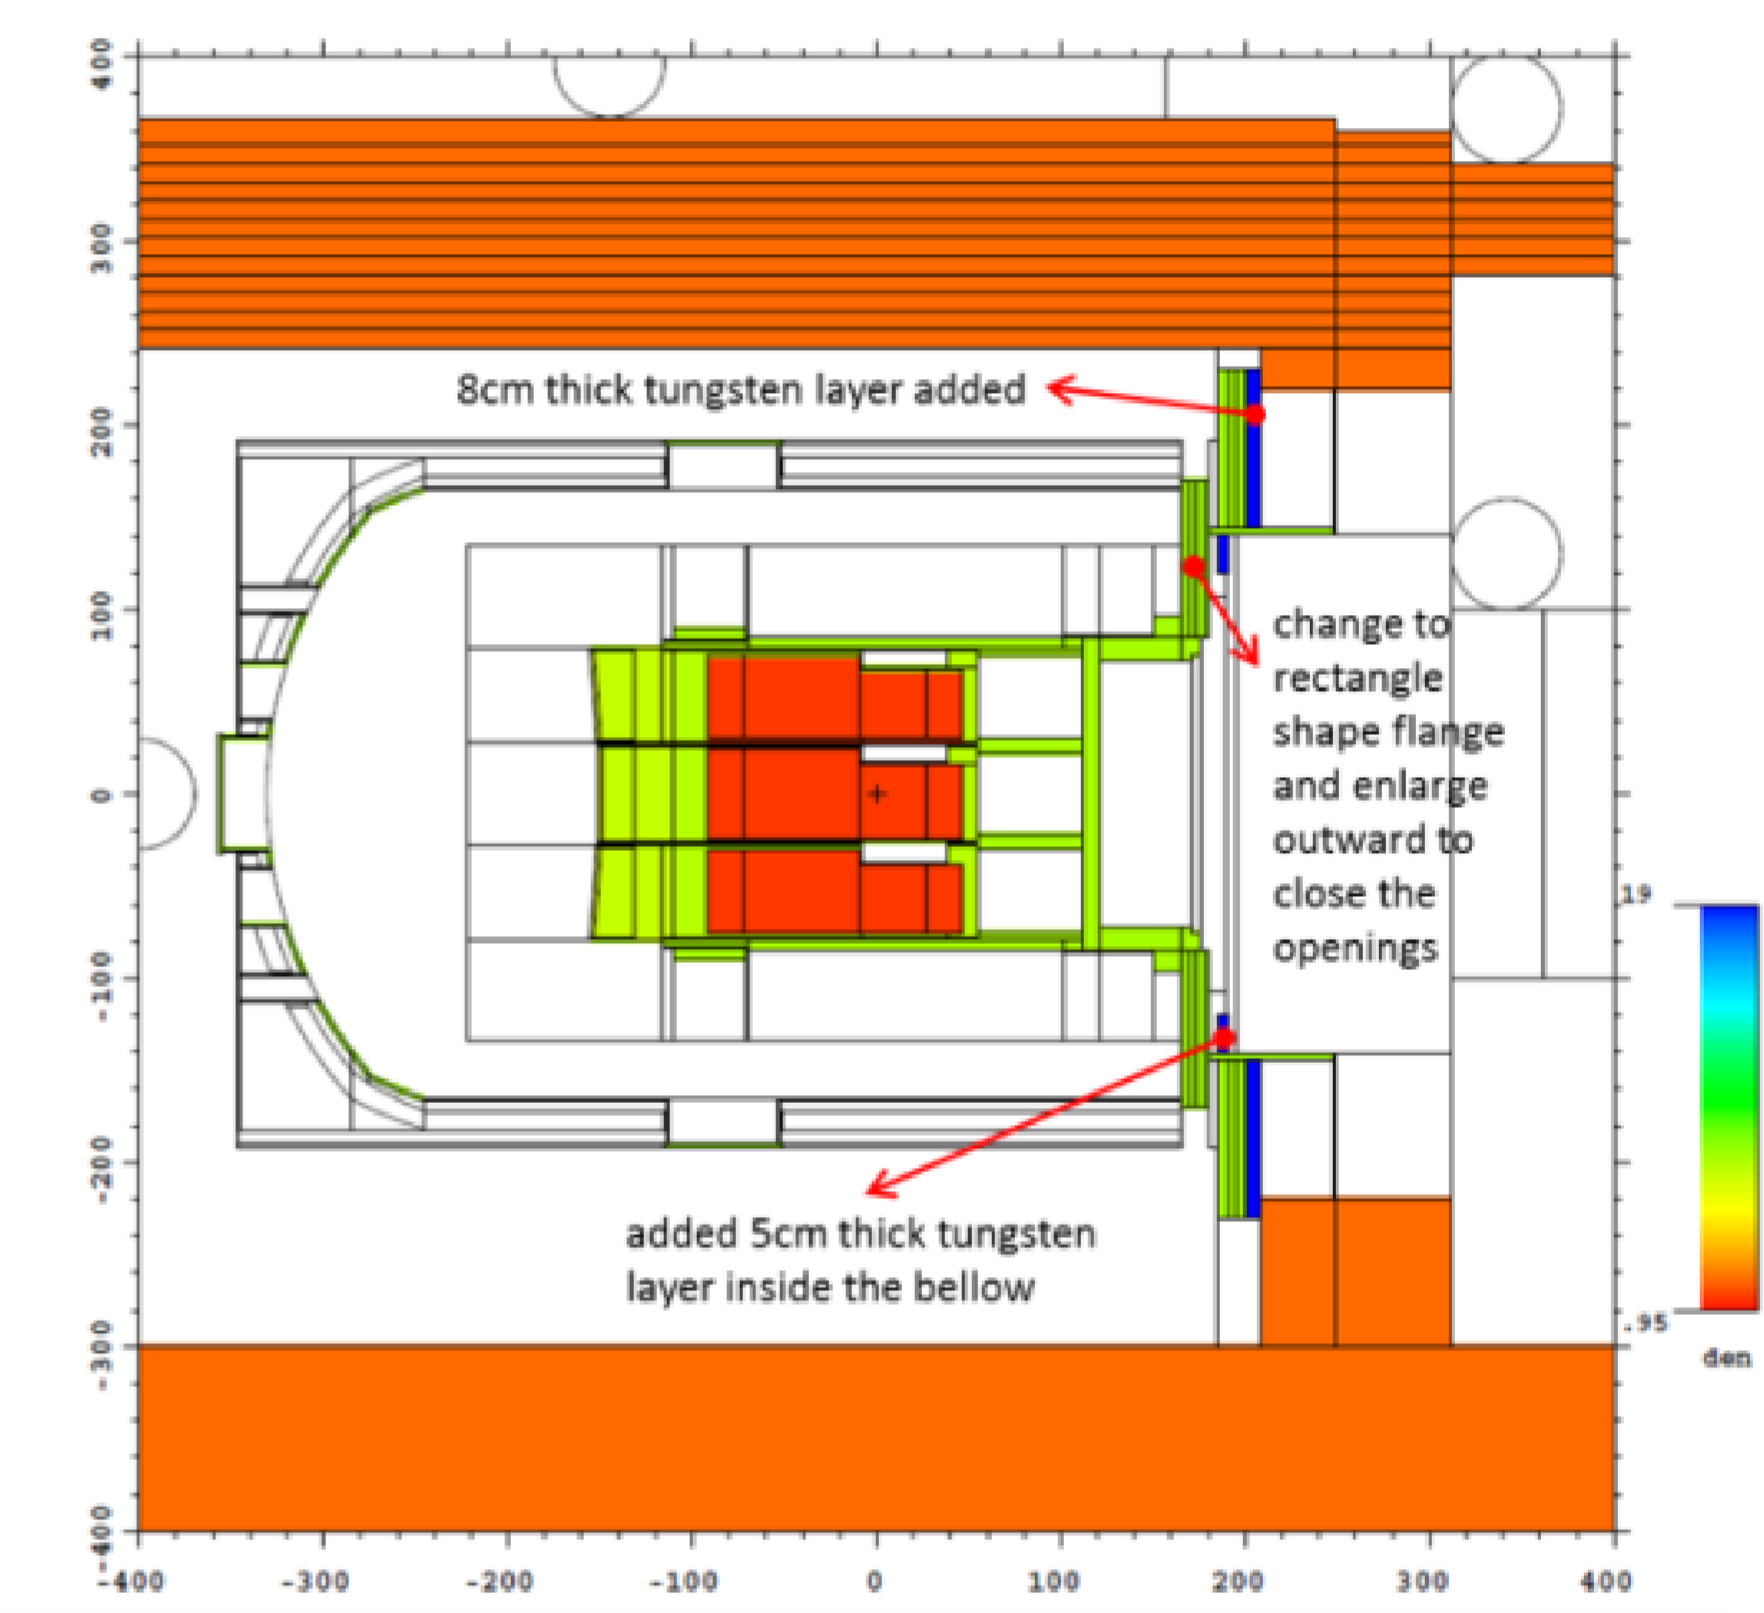 400
300
200
100
0
-100
-200
-300
-400
8cm thick tungsten layer added
change to
rectangle
shape flange
and enlarge
outward to
close the
openings
added 5cm thick tungsten
layer inside the bellow
19
.95
den
-400 -300 -200 -100 0 100 200 300 400